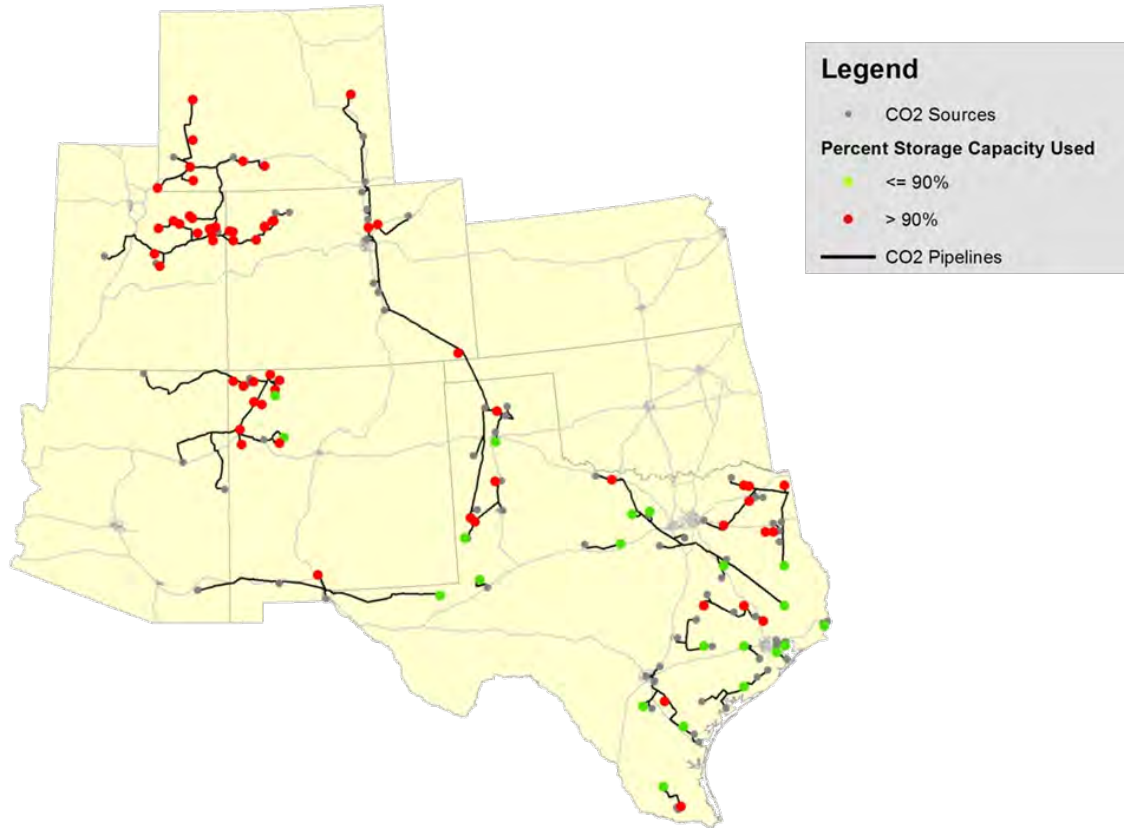 Legend
CO2 Sources
Percent Storage Capacity Used
<= 90%
> 90%
CO2 Pipelines